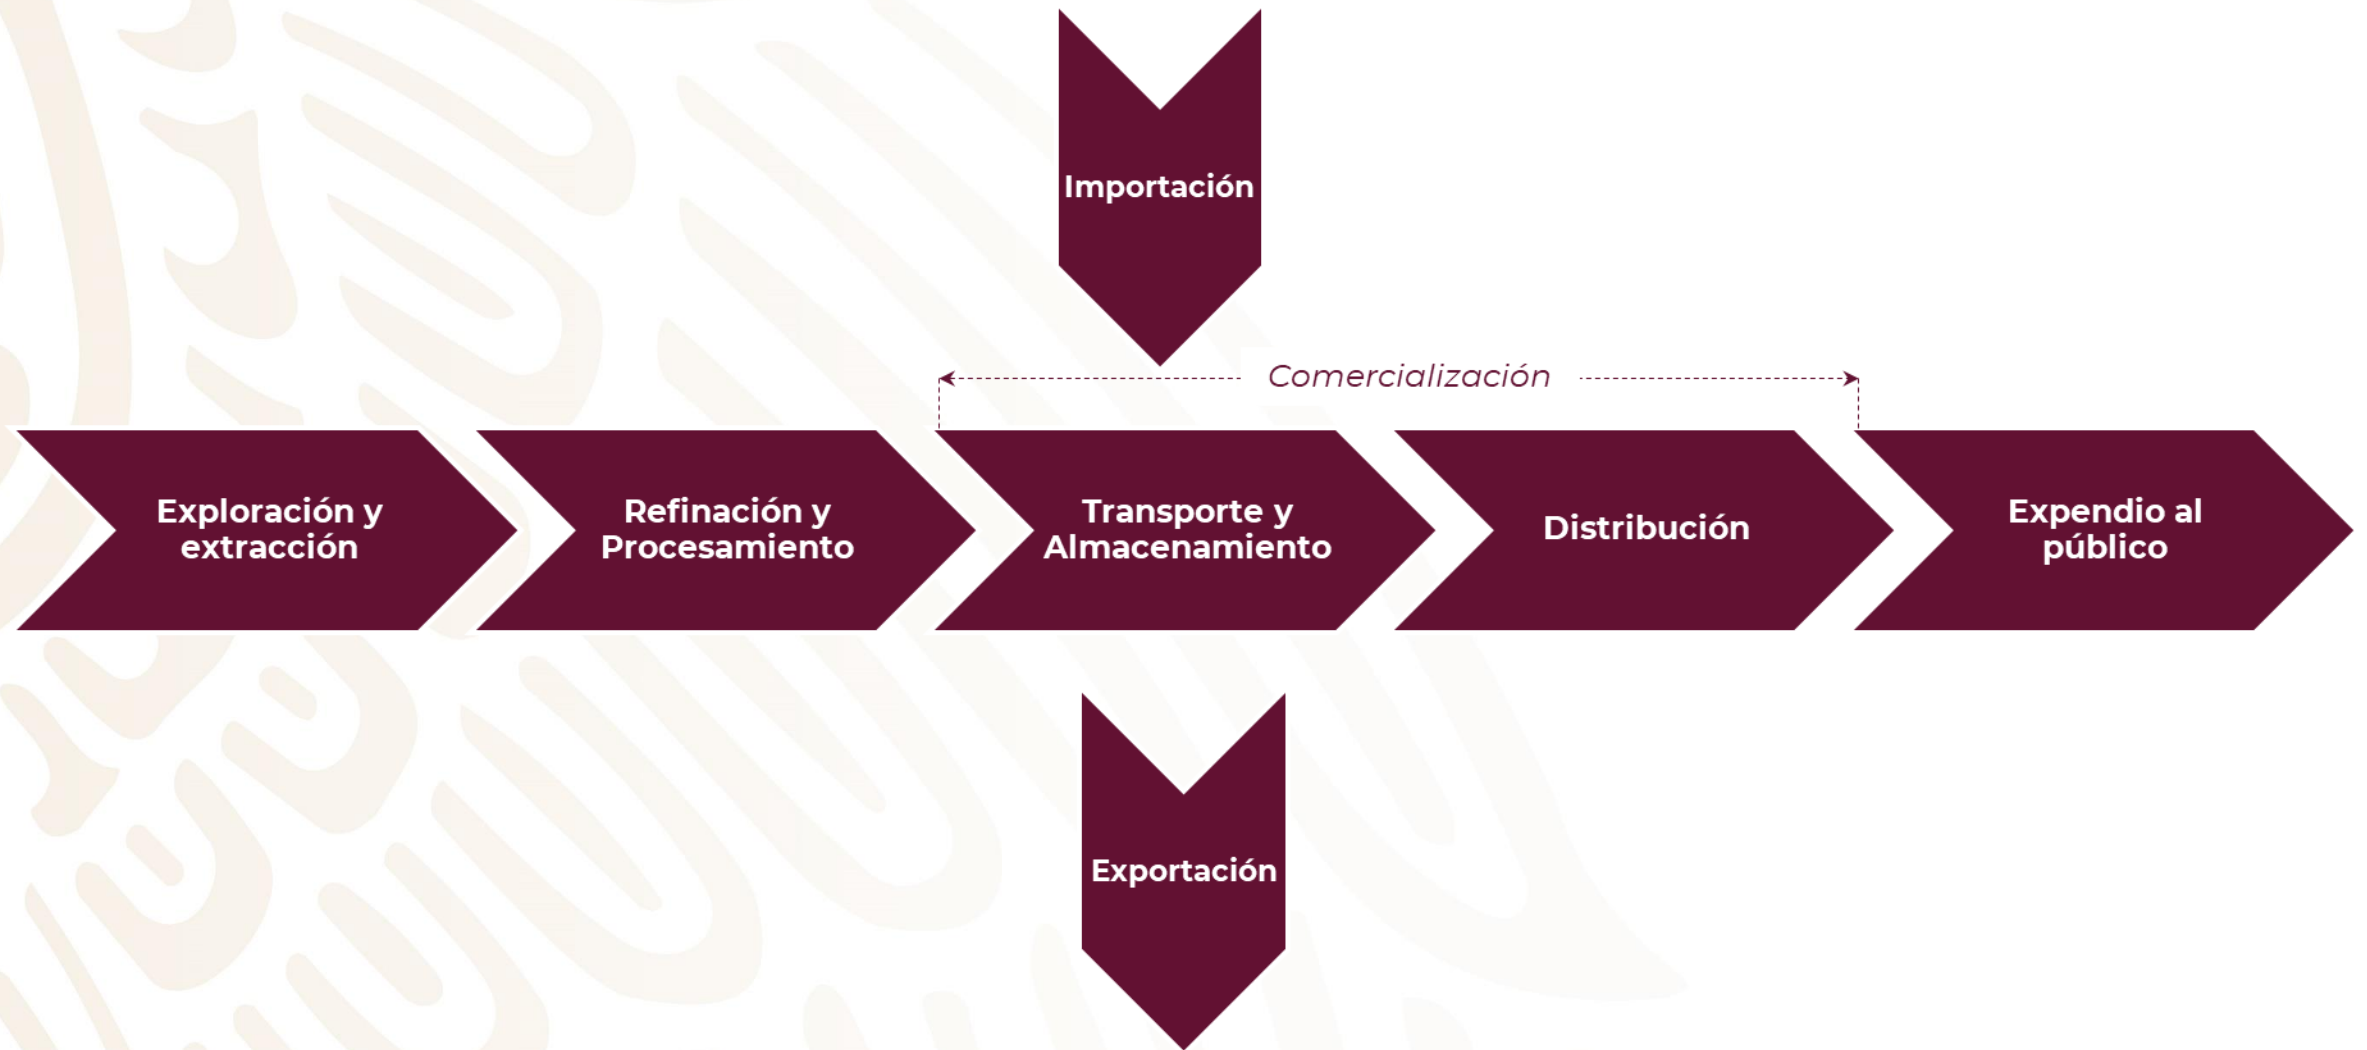 Importación
Comercialización
Exploración y
extracción
Refinación y
Procesamiento
Transporte y
Almacenamiento
Distribución
Expendio al
público
Exportación